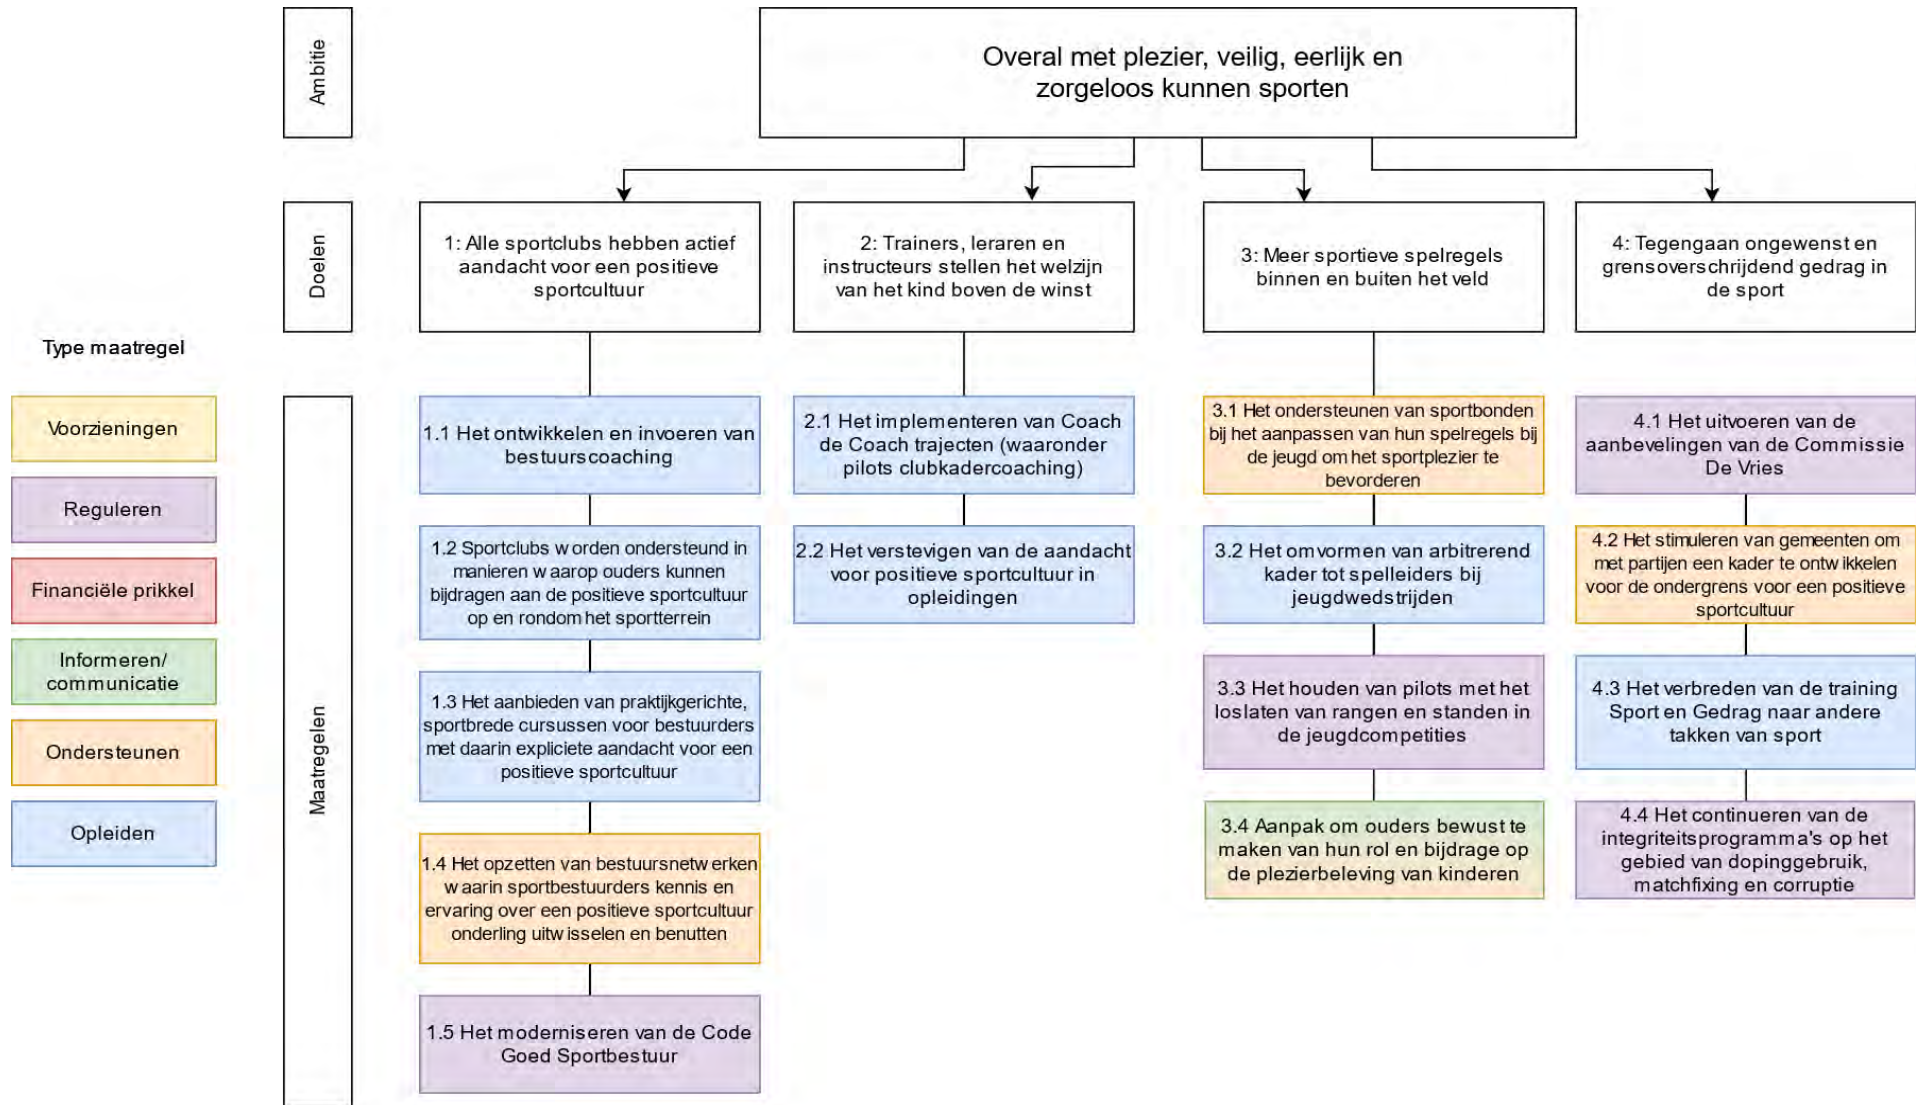 Ambitie
Overal met plezier, veilig, eerlijk en
zorgeloos kunnen sporten
Doelen
1: Alle sportclubs hebben actief
aandacht voor een positieve
sportcultuur
2: Trainers, leraren en
instructeurs stellen het welzijn
van het kind boven de winst
3: Meer sportieve spelregels
binnen en buiten het veld
4: Tegengaan ongewenst en
grensoverschrijdend gedrag in
de sport
Type maatregel
Voorzieningen
Reguleren
Financiële prikkel
Informeren/
communicatie
Ondersteunen
Opleiden
Maatregelen
1.1 Het ontwikkelen en invoeren van
bestuurscoaching
1.2 Sportclubs worden ondersteund in
manieren waarop ouders kunnen
bijdragen aan de positieve sportcultuur
op en rondom het sportterrein
1.3 Het aanbieden van praktijkgerichte,
sportbrede cursussen voor bestuurders
met daarin expliciete aandacht voor een
positieve sportcultuur
1.4 Het opzetten van bestuursnetwerken
waarin sportbestuurders kennis en
ervaring over een positieve sportcultuur
onderling uitwisselen en benutten
1.5 Het moderniseren van de Code
Goed Sportbestuur
2.1 Het implementeren van Coach
de Coach trajecten (waaronder
pilots clubkadercoaching)
2.2 Het verstevigen van de aandacht
voor positieve sportcultuur in
opleidingen
3.1 Het ondersteunen van sportbonden
bij het aanpassen van hun spelregels bij
de jeugd om het sportplezier te
bevorderen
3.2 Het omvormen van arbitrerend
kader tot spelleiders bij
jeugdwedstrijden
3.3 Het houden van pilots met het
loslaten van rangen en standen in
de jeugdcompetities
3.4 Aanpak om ouders bewust te
maken van hun rol en bijdrage op
de plezierbeleving van kinderen
4.1 Het uitvoeren van de
aanbevelingen van de Commissie
De Vries
4.2 Het stimuleren van gemeenten om
met partijen een kader te ontwikkelen
voor de ondergrens voor een positieve
sportcultuur
4.3 Het verbreden van de training
Sport en Gedrag naar andere
takken van sport
4.4 Het continueren van de
integriteitsprogramma's op het
gebied van dopinggebruik,
matchfixing en corruptie